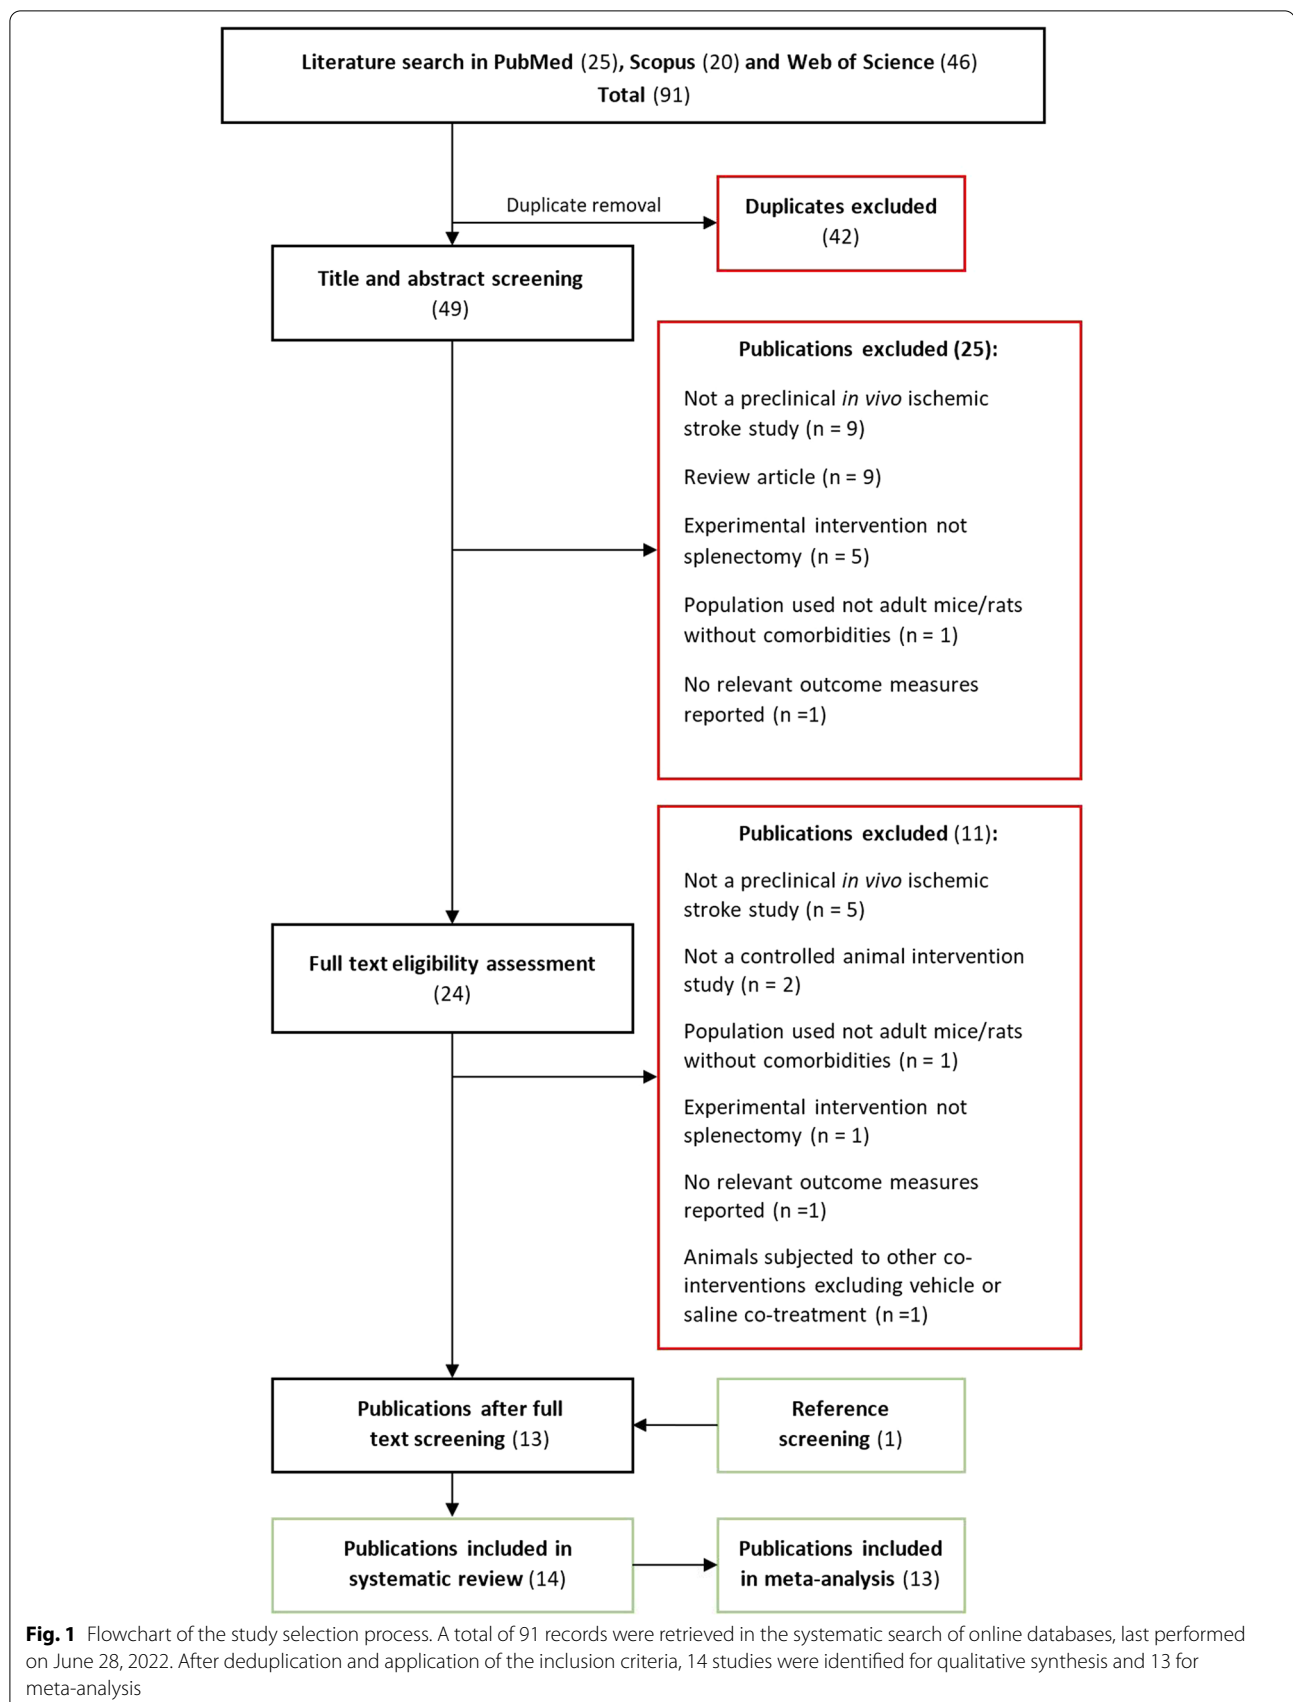 Literature search in PubMed (25), Scopus (20) and Web of Science (46)
Total (91)
Duplicate removal
Duplicates excluded
(42)
Title and abstract screening
(49)
Publications excluded (25):
Not a preclinical in vivo ischemic
stroke study (n = 9)
Review article (n = 9)
Experimental intervention not
splenectomy (n = 5)
Population used not adult mice/rats
without comorbidities (n = 1)
No relevant outcome measures
reported (n =1)
Publications excluded (11):
Not a preclinical in vivo ischemic
stroke study (n = 5)
Not a controlled animal intervention
study (n = 2)
Population used not adult mice/rats
without comorbidities (n = 1)
Experimental intervention not
splenectomy (n = 1)
No relevant outcome measures
reported (n =1)
Animals subjected to other co-
interventions excluding vehicle or
saline co-treatment (n =1)
Full text eligibility assessment
(24)
Publications after full
text screening (13)
Reference
screening (1)
Publications included in
systematic review (14)
Publications included
in meta-analysis (13)
Fig. 1 Flowchart of the study selection process. A total of 91 records were retrieved in the systematic search of online databases, last performed
on June 28, 2022. After deduplication and application of the inclusion criteria, 14 studies were identified for qualitative synthesis and 13 for
meta-analysis